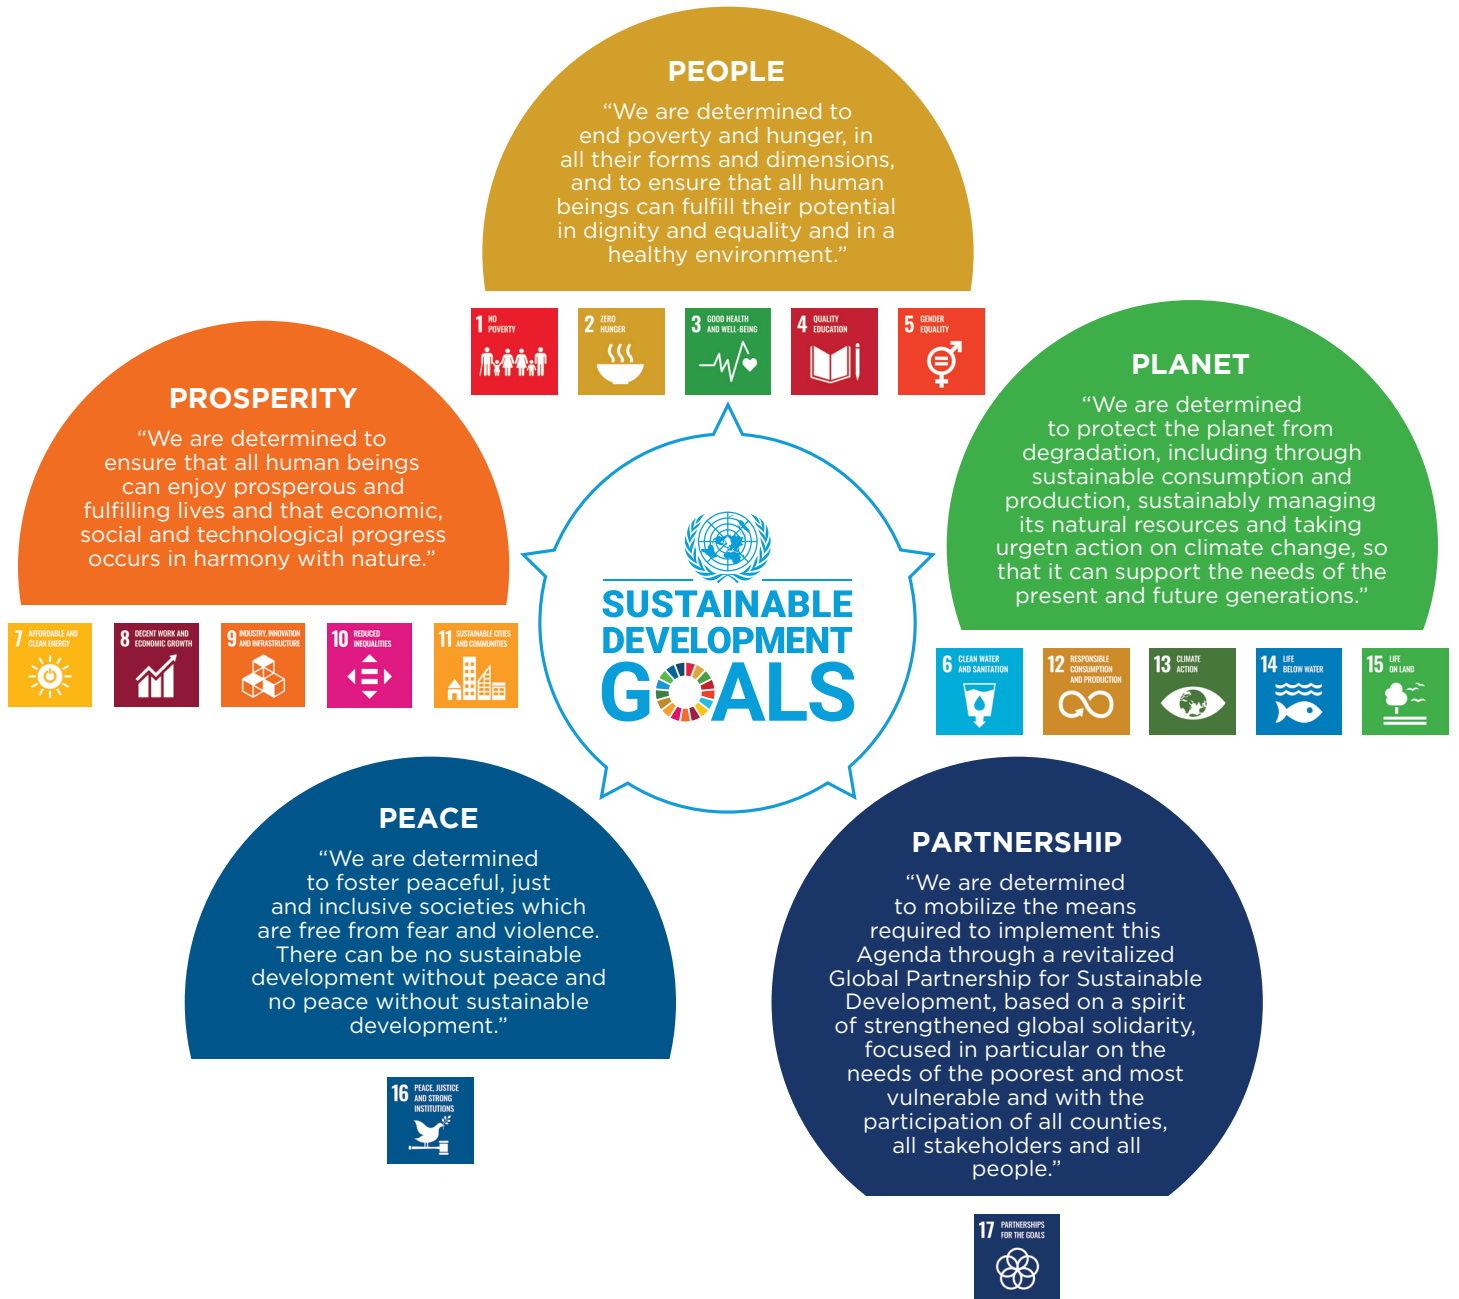 PEOPLE
“We are determined to
end poverty and hunger, in
all their forms and dimensions,
and to ensure that all human
beings can fulfill their potential
in dignity and equality and in a
healthy environment.”
1 NO
POVERTY
2 ZERO
HUNGER
3 GOOD HEALTH
AND WELL-BEING
4 QUALITY
EDUCATION
5 GENDER
EQUALITY
PROSPERITY
“We are determined to
ensure that all human beings
can enjoy prosperous and
fulfilling lives and that economic,
social and technological progress
occurs in harmony with nature.”
7 AFFORDABLE AND
CLEAN ENERGY
8 DECENT WORK AND
ECONOMIC GROWTH
9 INDUSTRY, INNOVATION
AND INFRASTRUCTURE
10 REDUCED
INEQUALITIES
11 SUSTAINABLE CITIES
AND COMMUNITIES
SUSTAINABLE
DEVELOPMENT
GOALS
PLANET
“We are determined
to protect the planet from
degradation, including through
sustainable consumption and
production, sustainably managing
its natural resources and taking
urgetn action on climate change, so
that it can support the needs of the
present and future generations.”
6 CLEAN WATER
AND SANITATION
12 RESPONSIBLE
CONSUMPTION
AND PRODUCTION
13 CLIMATE
ACTION
14 LIFE
BELOW WATER
15 LIFE
ON LAND
PEACE
“We are determined
to foster peaceful, just
and inclusive societies which
are free from fear and violence.
There can be no sustainable
development without peace and
no peace without sustainable
development.”
16 PEACE, JUSTICE
AND STRONG
INSTITUTIONS
PARTNERSHIP
“We are determined
to mobilize the means
required to implement this
Agenda through a revitalized
Global Partnership for Sustainable
Development, based on a spirit
of strengthened global solidarity,
focused in particular on the
needs of the poorest and most
vulnerable and with the
participation of all counties,
all stakeholders and all
people.”
17 PARTNERSHIPS
FOR THE GOALS